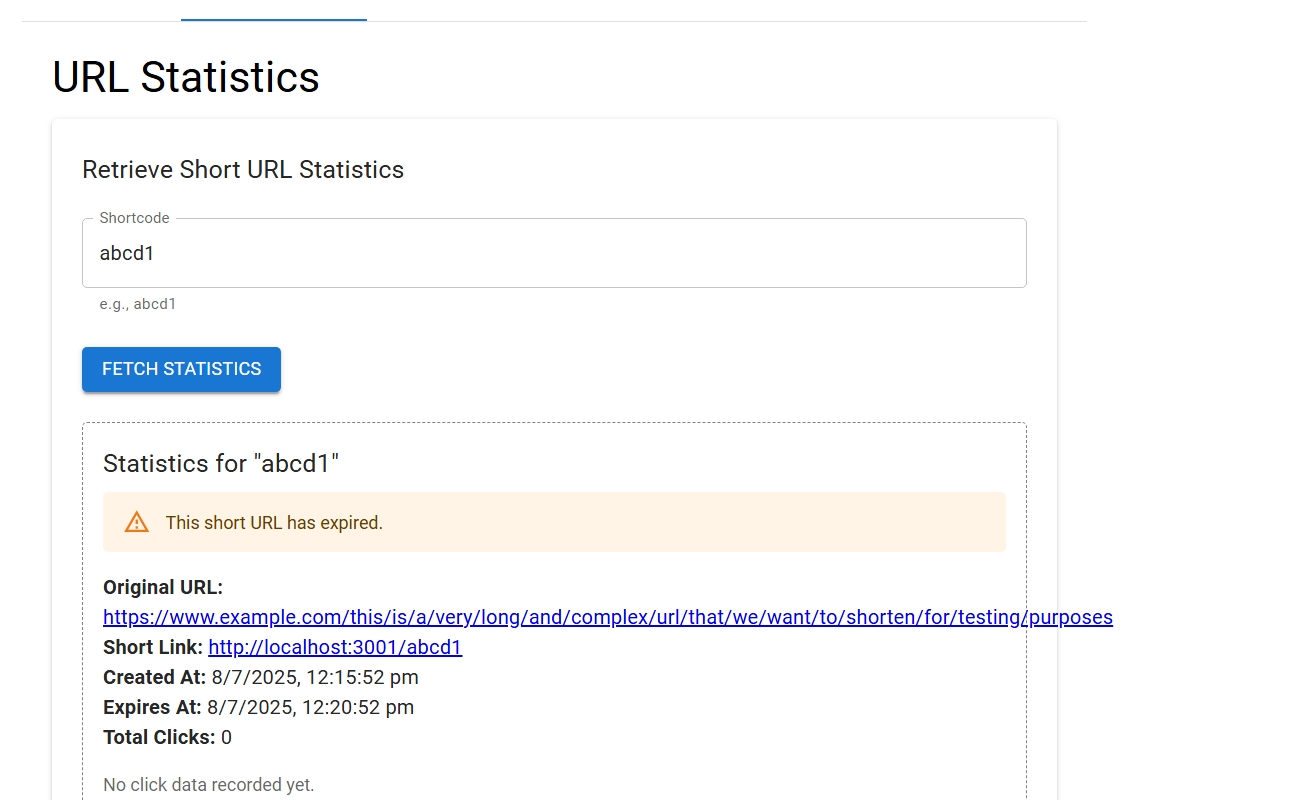 URL Statistics
Retrieve Short URL Statistics
Shortcode
abcd1
e.g., abcd1
FETCH STATISTICS
Statistics for "abcd1"
This short URL has expired.
Original URL:
https://www.example.com/this/is/a/very/long/and/complex/url/that/we/want/to/shorten/for/testing/purposes
Short Link: http://localhost:3001/abcd1
Created At: 8/7/2025, 12:15:52 pm
Expires At: 8/7/2025, 12:20:52 pm
Total Clicks: 0
No click data recorded yet.